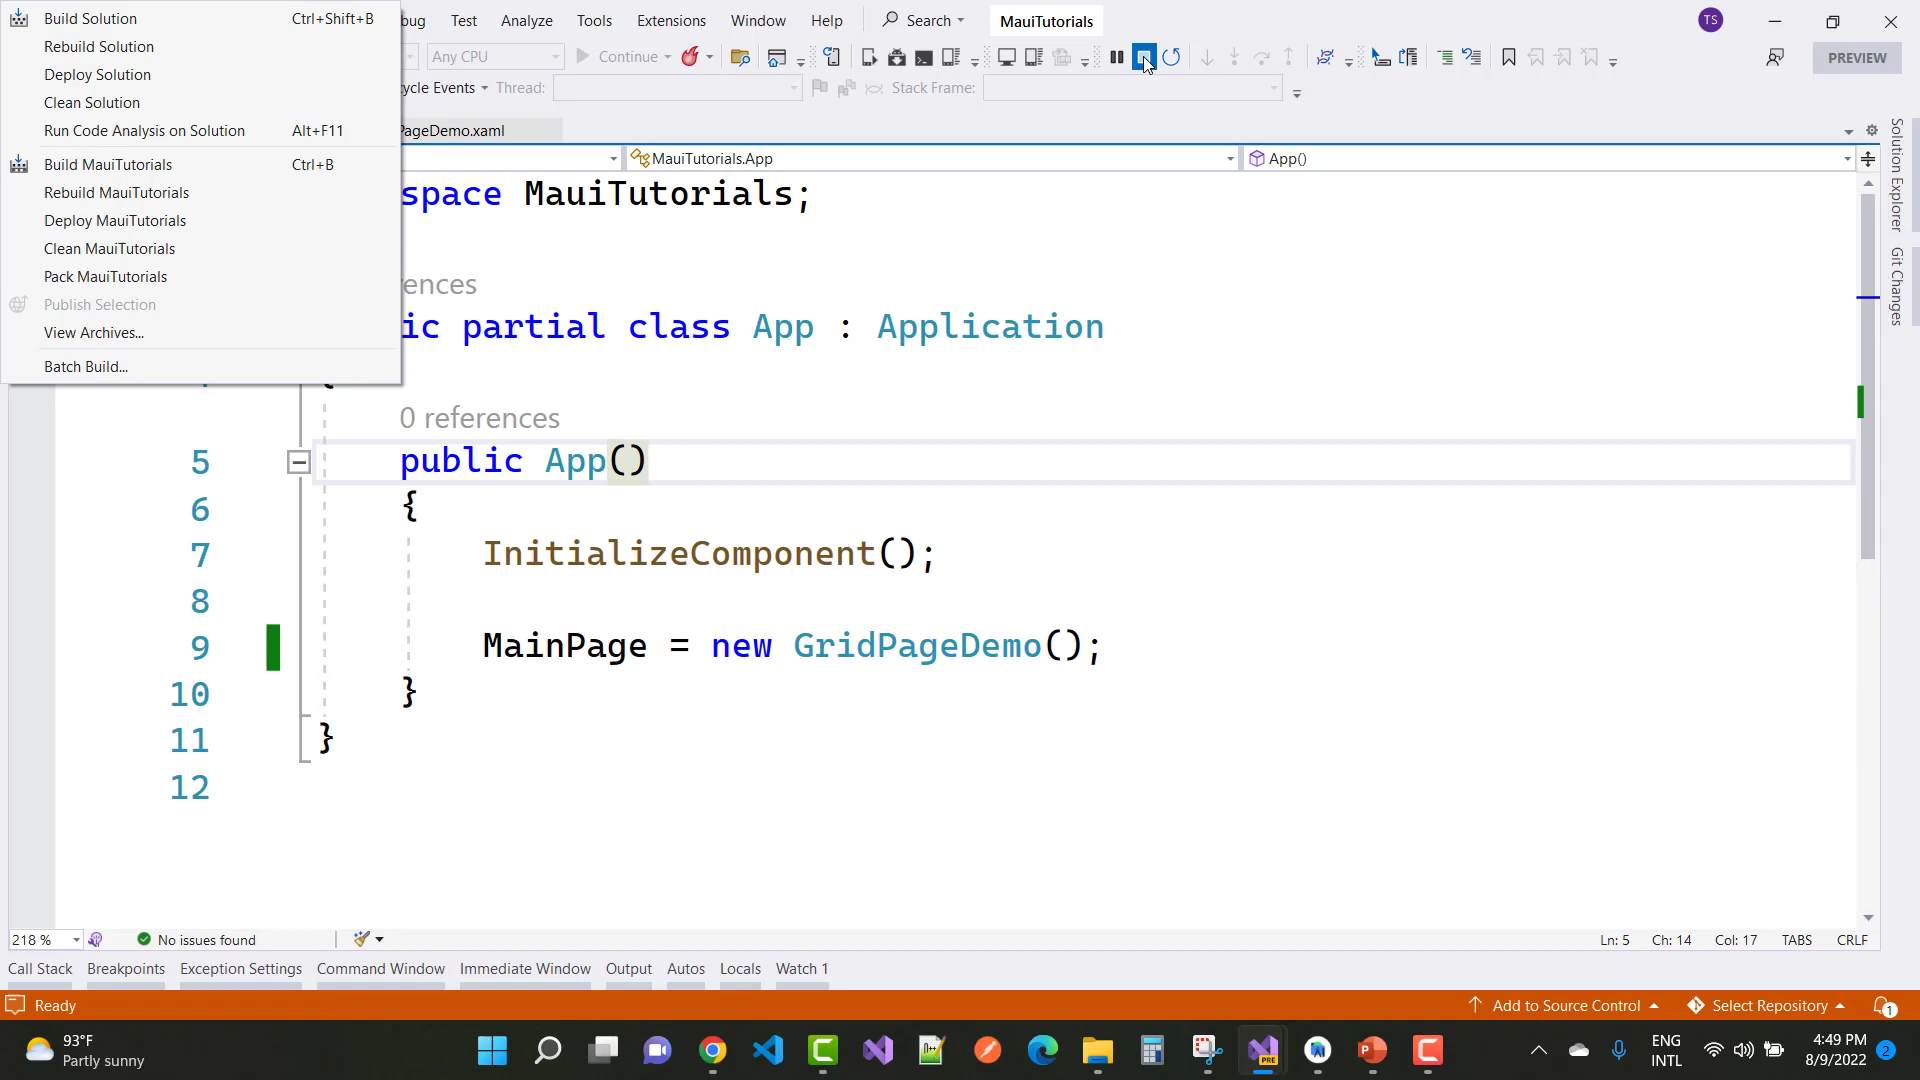 Build Solution Ctrl+Shift+B
Rebuild Solution
Deploy Solution
Clean Solution
Run Code Analysis on Solution Alt+F11
Build MauiTutorials Ctrl+B
Rebuild MauiTutorials
Deploy MauiTutorials
Clean MauiTutorials
Pack MauiTutorials
Publish Selection
View Archives...
Batch Build...
bug Test Analyze Tools Extensions Window Help Search MauiTutorials TS
Any CPU Continue PREVIEW
cycle Events Thread: Stack Frame:
PageDemo.xaml
MauiTutorials.App App()
space MauiTutorials;
rences
ic partial class App : Application
{
0 references
5 public App()
6 {
7 InitializeComponent();
8
9 MainPage = new GridPageDemo();
10 }
11 }
12
Solution Explorer
Git Changes
218 % No issues found Ln: 5 Ch: 14 Col: 17 TABS CRLF
Call Stack Breakpoints Exception Settings Command Window Immediate Window Output Autos Locals Watch 1
Ready Add to Source Control Select Repository 1
93°F
Partly sunny
PRE
ENG
INTL
4:49 PM
8/9/2022
2